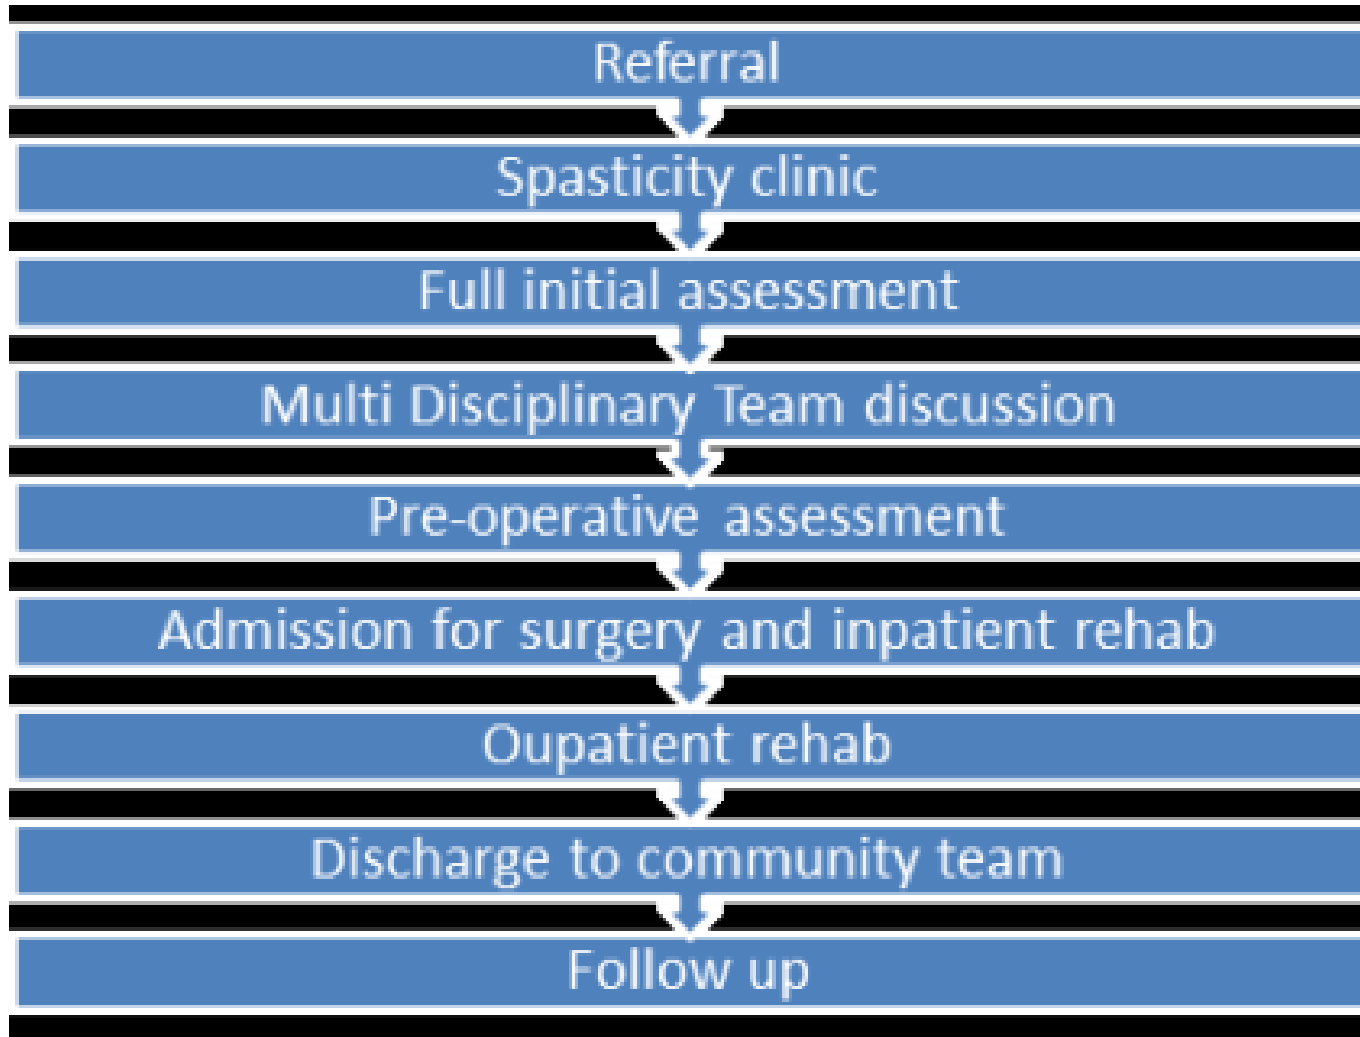 Referral
Spasticity clinic
Full initial assessment
Multi Disciplinary Team discussion
Pre-operative assessment
Admission for surgery and inpatient rehab
Oupatient rehab
Discharge to community team
Follow up